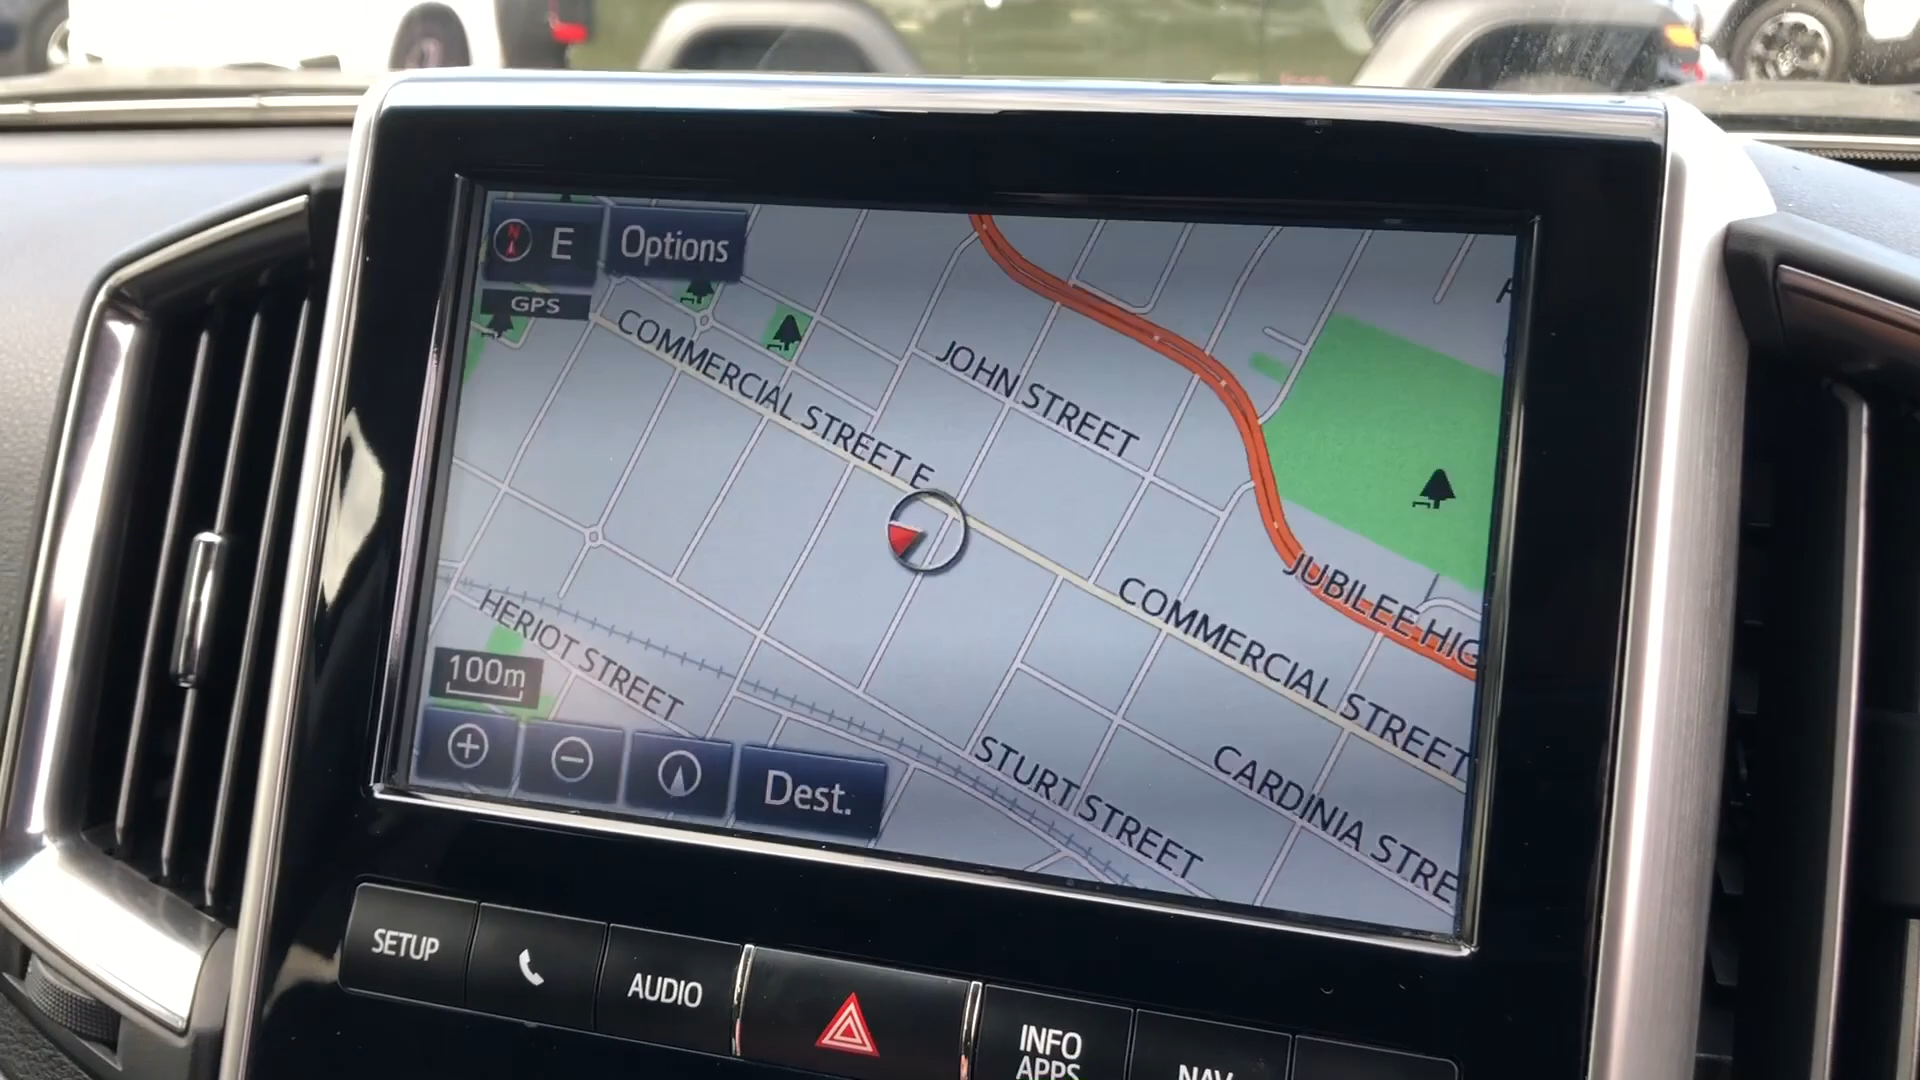 N
E
Options
GPS
COMMERCIAL STREET E
JOHN STREET
JUBILEE HIG
COMMERCIAL STREET
HERIOT STREET
100m
CARDINIA STRE
STURT STREET
Dest.
SETUP
AUDIO
INFO
APPS
NAV